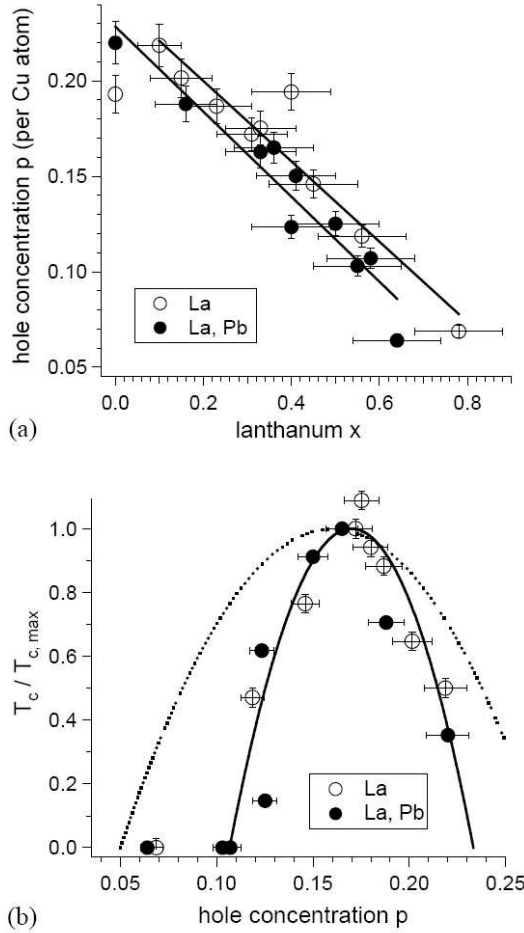 0.20
0.15
0.10
0.05
hole concentration p (per Cu atom)
La
La, Pb
0.0 0.2 0.4 0.6 0.8
lanthanum x
(a)
1.0
0.8
0.6
0.4
0.2
0.0
T_c / T_c,max
La
La, Pb
0.05 0.10 0.15 0.20 0.25
hole concentration p
(b)